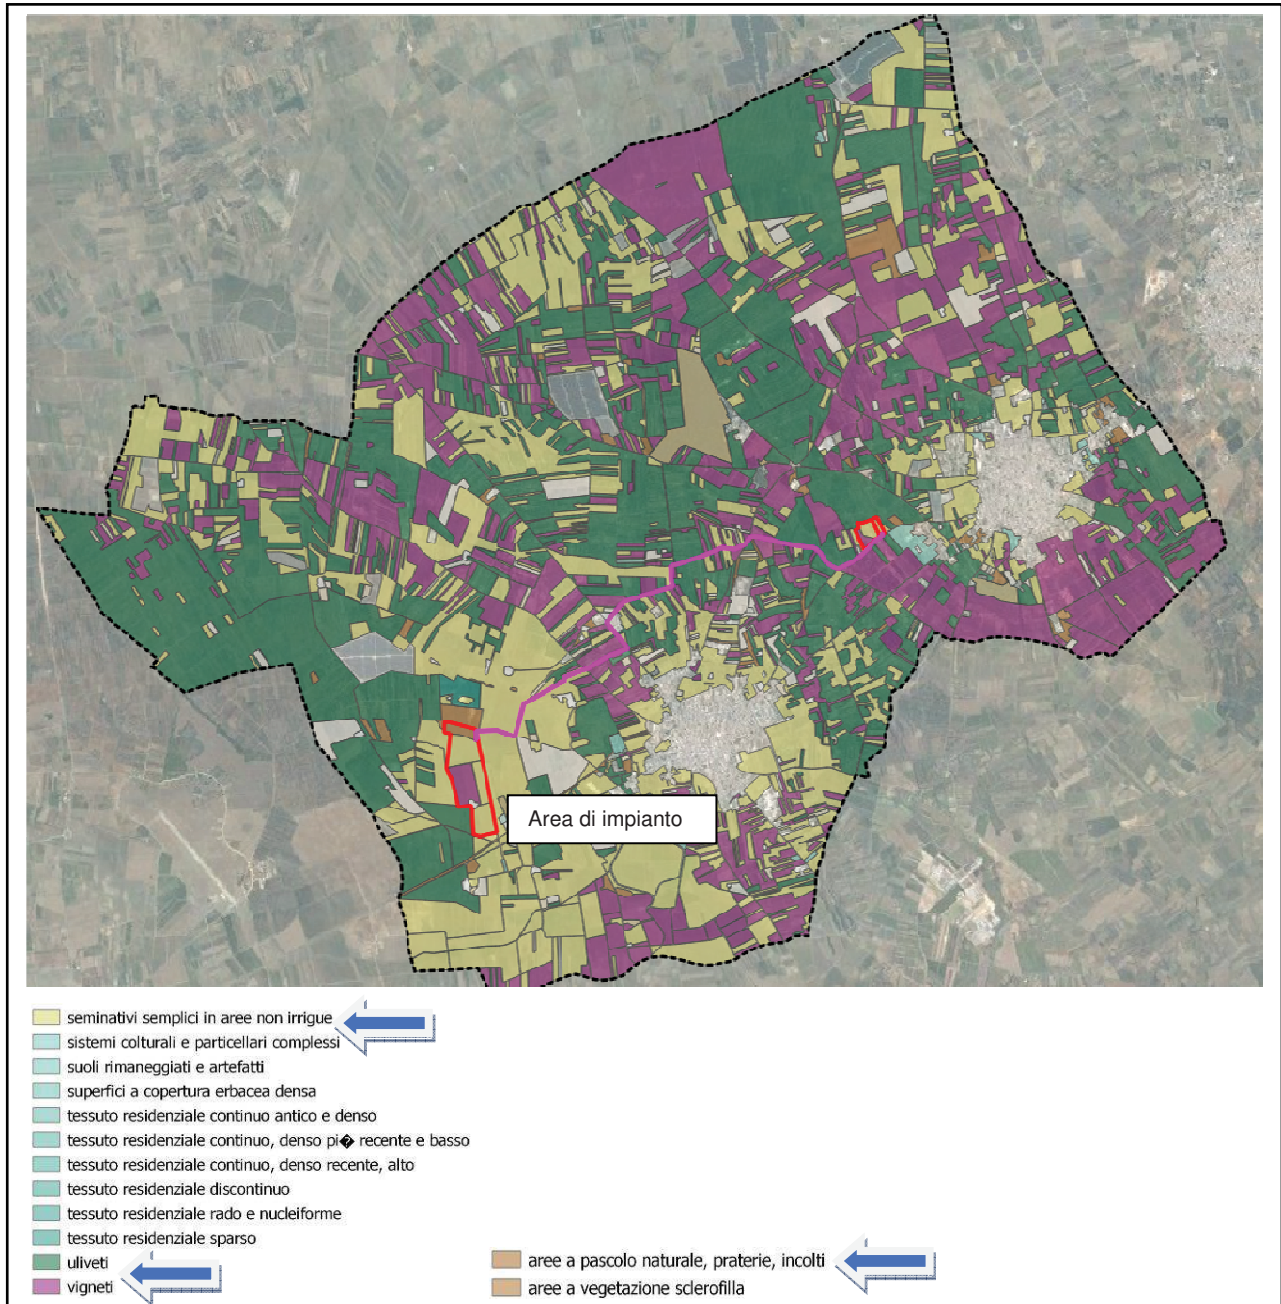 Area di impianto
seminativi semplici in aree non irrigue
sistemi colturali e particellari complessi
suoli rimaneggiati e artefatti
superfici a copertura erbacea densa
tessuto residenziale continuo antico e denso
tessuto residenziale continuo, denso pi� recente e basso
tessuto residenziale continuo, denso recente, alto
tessuto residenziale discontinuo
tessuto residenziale rado e nucleiforme
tessuto residenziale sparso
uliveti
vigneti
aree a pascolo naturale, praterie, incolti
aree a vegetazione sclerofilla